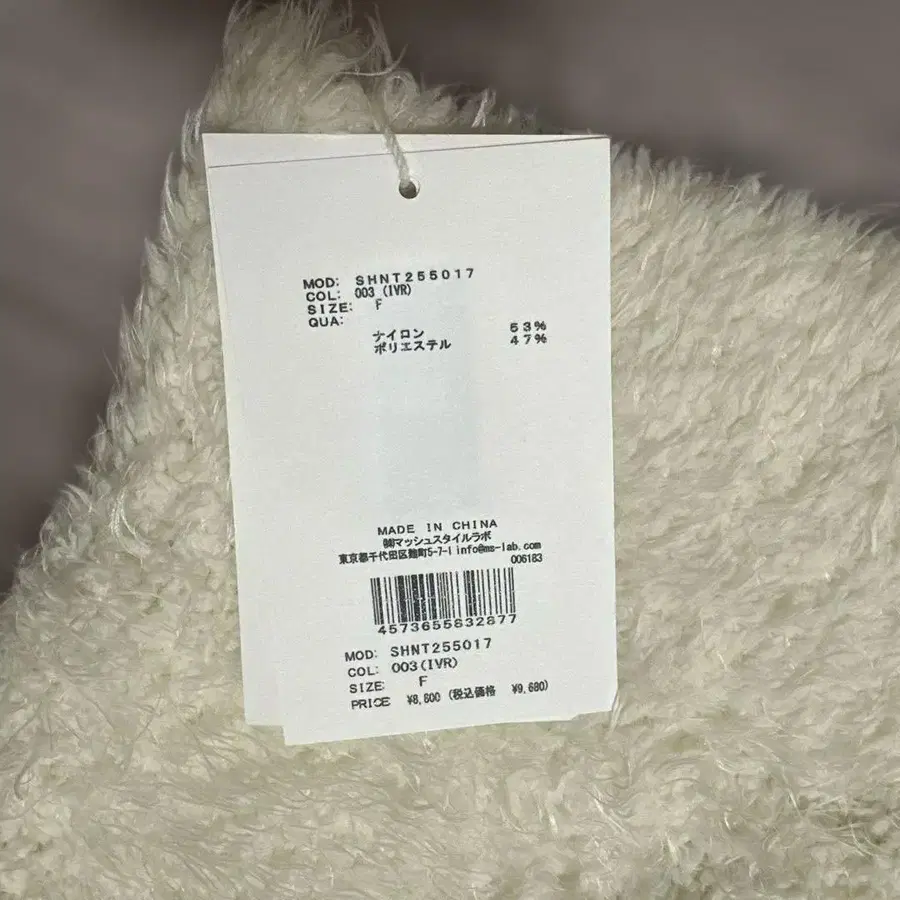 MOD: SHNT255017
COL: 003 (IVR)
SIZE: F
QUA:
ナイロン 53%
ポリエステル 47%
MADE IN CHINA
㈱マッシュスタイルラボ
東京都千代田区麹町5-7-1 info@ms-lab.com
006183
4573655832877
MOD: SHNT255017
COL: 003(IVR)
SIZE: F
PRICE ¥8,800 (税込価格 ¥9,680)